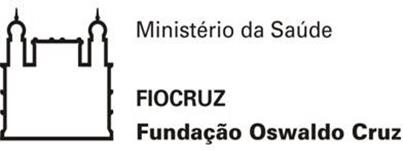 Ministério da Saúde
FIOCRUZ
Fundação Oswaldo Cruz